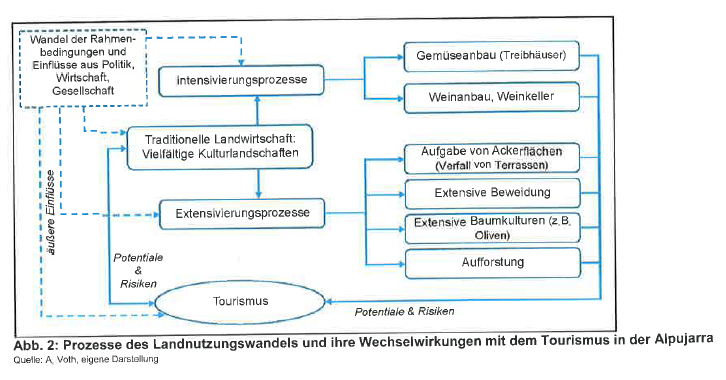 Wandel der Rahmen-
bedingungen und
Einflüsse aus Politik,
Wirtschaft,
Gesellschaft
Intensivierungsprozesse
Gemüseanbau (Treibhäuser)
Weinanbau, Weinkeller
Traditionelle Landwirtschaft:
Vielfältige Kulturlandschaften
Aufgabe von Ackerflächen
(Verfall von Terrassen)
Extensive Beweidung
Extensivierungsprozesse
Extensive Baumkulturen (z.B.
Oliven)
Aufforstung
äußere Einflüsse
Potentiale
&
Risiken
Tourismus
Potentiale & Risiken
Abb. 2: Prozesse des Landnutzungswandels und ihre Wechselwirkungen mit dem Tourismus in der Alpujarra
Quelle: A. Voth, eigene Darstellung